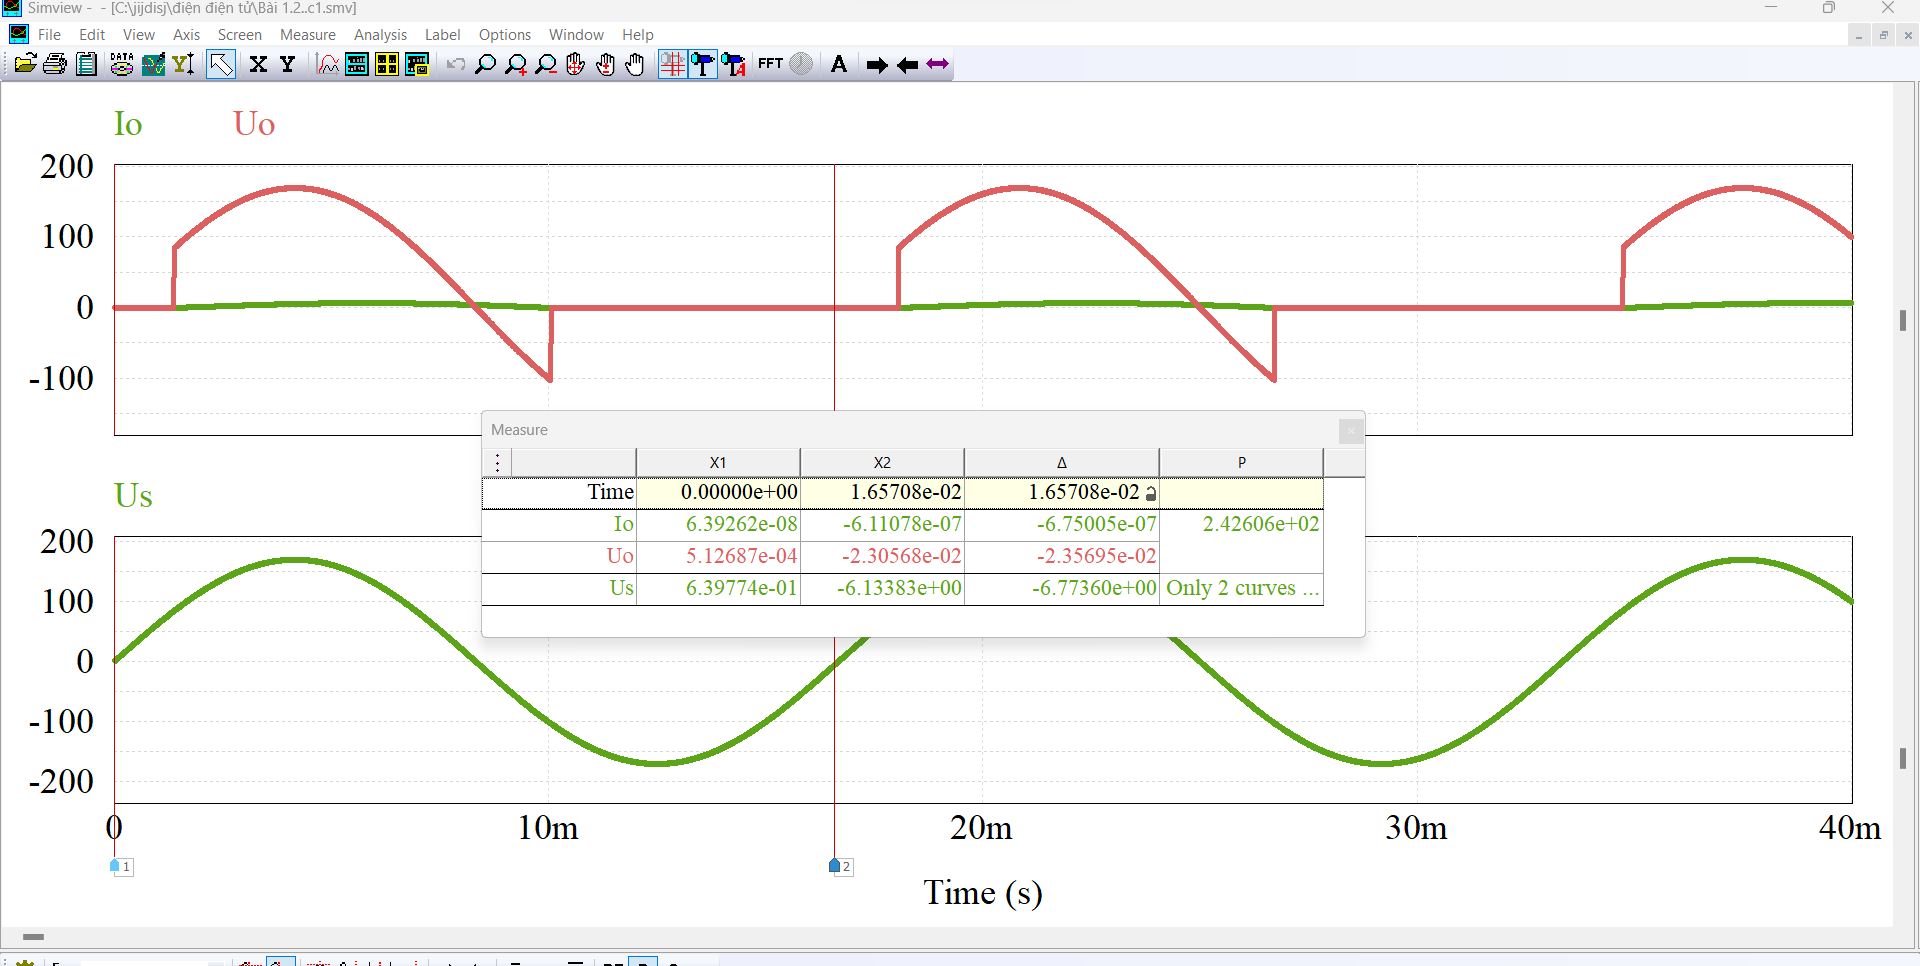 Simview - - [C:\jijdisj\điện điện tử\Bài 1.2..c1.smv]
File Edit View Axis Screen Measure Analysis Label Options Window Help
DATA X Y FFT A
Io Uo
200
100
0
-100
Measure
X1 X2 Δ P
Time 0.00000e+00 1.65708e-02 1.65708e-02
Io 6.39262e-08 -6.11078e-07 -6.75005e-07 2.42606e+02
Uo 5.12687e-04 -2.30568e-02 -2.35695e-02
Us 6.39774e-01 -6.13383e+00 -6.77360e+00 Only 2 curves ...
Us
200
100
0
-100
-200
0 10m 20m 30m 40m
1 2
Time (s)